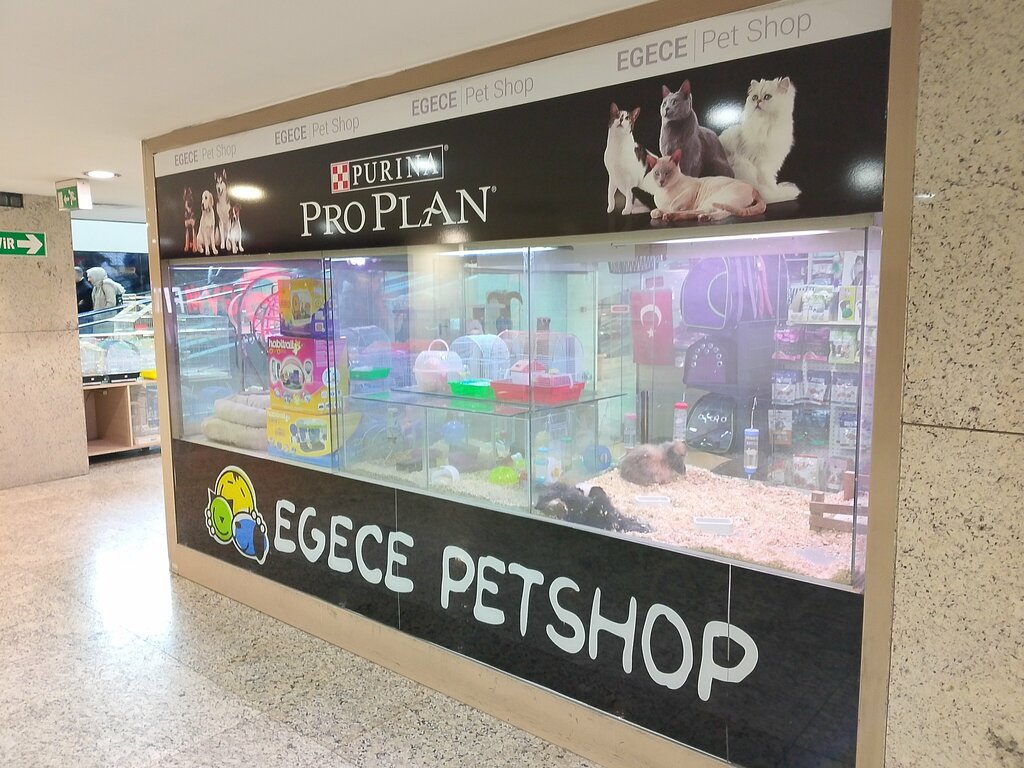 EGECE | Pet Shop
EGECE | Pet Shop
EGECE | Pet Shop
EGECE | Pet Shop
PURINA®
PRO PLAN®
habitrail
EGECE PETSHOP